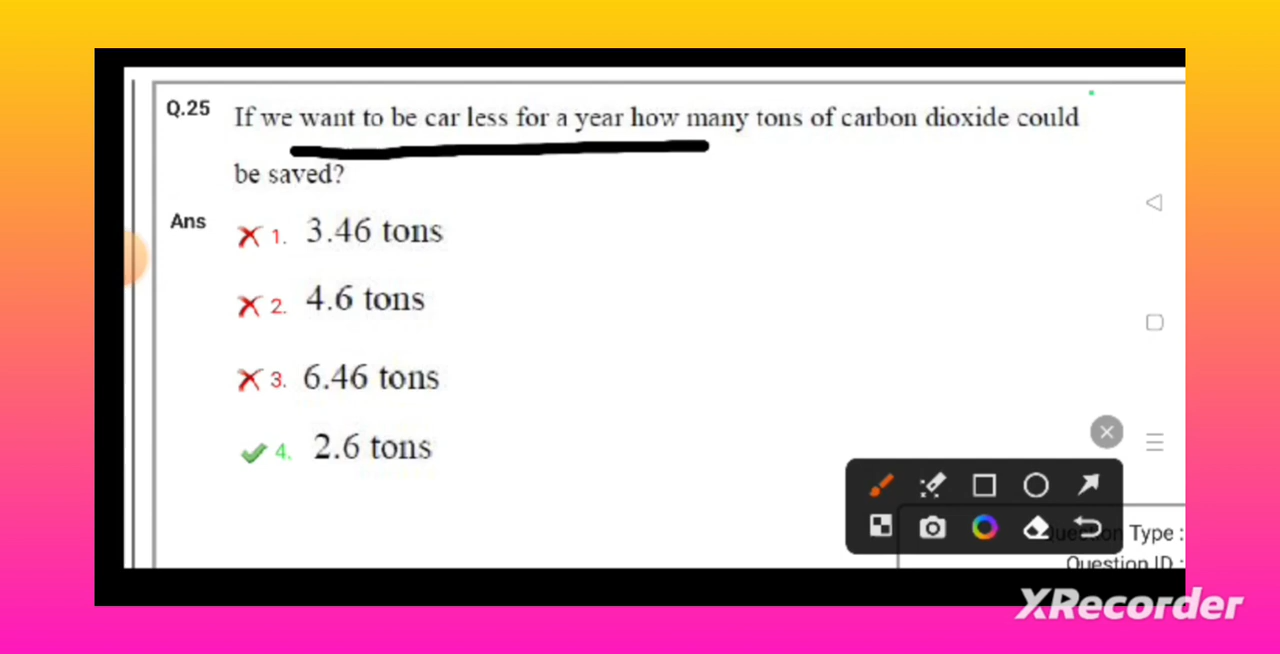 Q.25 If we want to be car less for a year how many tons of carbon dioxide could
be saved?
Ans
1. 3.46 tons
2. 4.6 tons
3. 6.46 tons
4. 2.6 tons
Question Type :
Question ID :
XRecorder